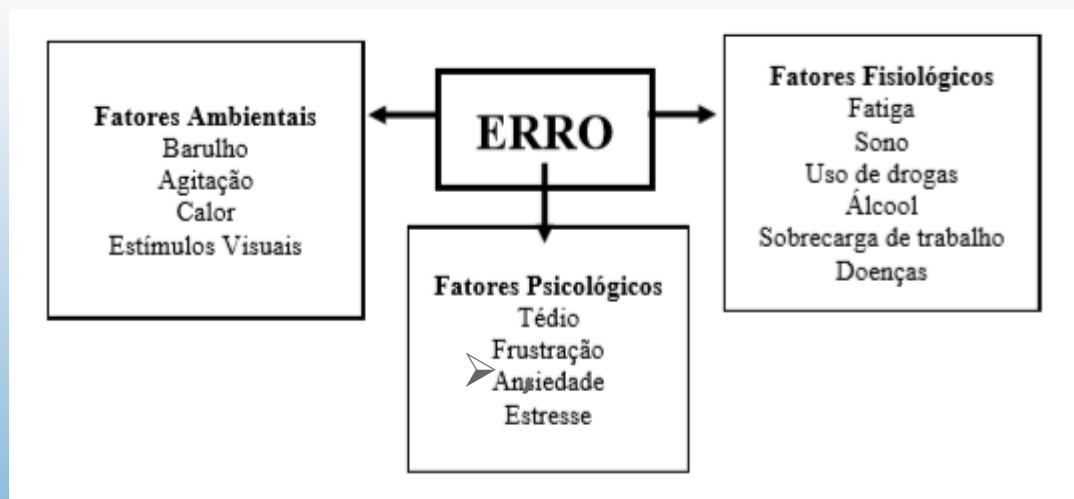 ERRO
Fatores Ambientais
Barulho
Agitação
Calor
Estímulos Visuais
Fatores Psicológicos
Tédio
Frustração
Ansiedade
Estresse
Fatores Fisiológicos
Fatiga
Sono
Uso de drogas
Álcool
Sobrecarga de trabalho
Doenças